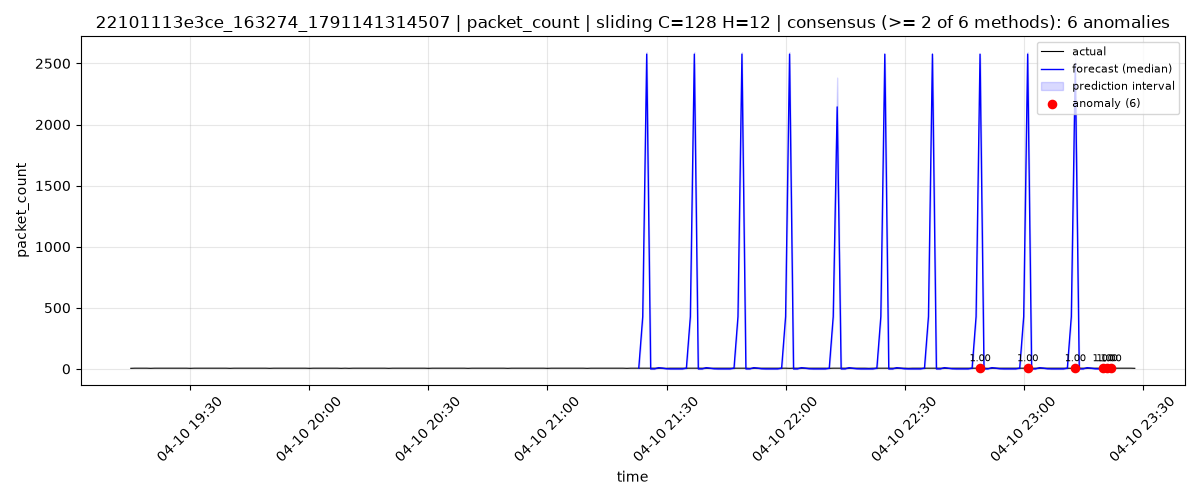 22101113e3ce_163274_1791141314507 | packet_count | sliding C=128 H=12 | consensus (>= 2 of 6 methods): 6 anomalies
actual
forecast (median)
prediction interval
anomaly (6)
packet_count
2500
2000
1500
1000
500
0
1.00
1.00
1.00
04-10 19:30
04-10 20:00
04-10 20:30
04-10 21:00
04-10 21:30
04-10 22:00
04-10 22:30
04-10 23:00
04-10 23:30
time